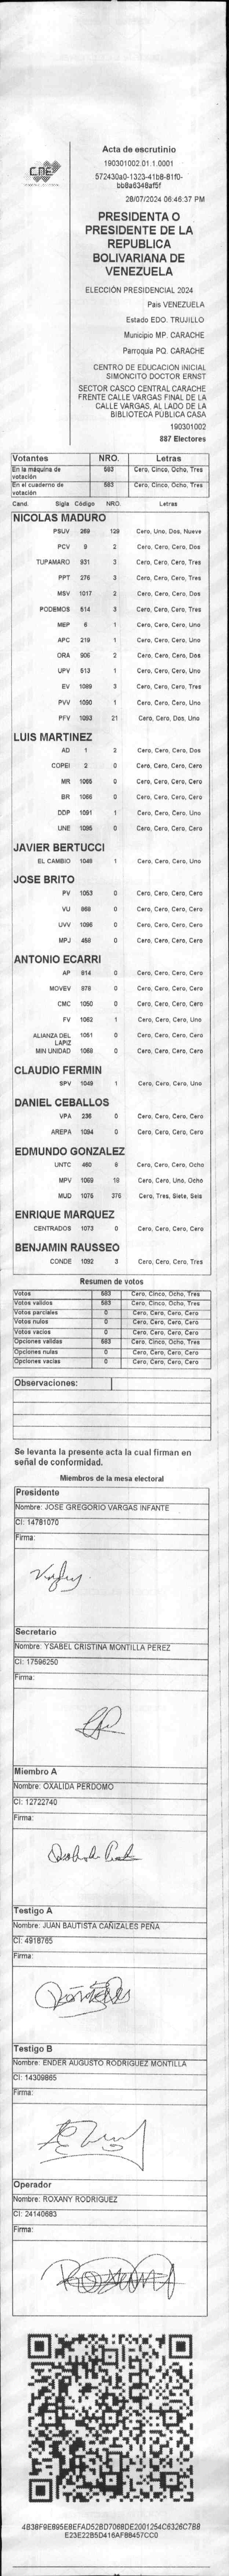 Acta de escrutinio
190301002.01.1.0001
572430a0-1323-41b8-81f0-
bb8a6348af5f
28/07/2024 06:46:37 PM
CNE
PRESIDENTA O
PRESIDENTE DE LA
REPUBLICA
BOLIVARIANA DE
VENEZUELA
ELECCIÓN PRESIDENCIAL 2024
Pais VENEZUELA
Estado EDO. TRUJILLO
Municipio MP. CARACHE
Parroquia PQ. CARACHE
CENTRO DE EDUCACION INICIAL
SIMONCITO DOCTOR ERNST
SECTOR CASCO CENTRAL CARACHE
FRENTE CALLE VARGAS FINAL DE LA
CALLE VARGAS, AL LADO DE LA
BIBLIOTECA PUBLICA CASA
190301002
887 Electores
Votantes NRO. Letras
En la máquina de votación 583 Cero, Cinco, Ocho, Tres
En el cuaderno de votación 583 Cero, Cinco, Ocho, Tres
Cand. Sigla Código NRO. Letras
NICOLAS MADURO
PSUV 269 129 Cero, Uno, Dos, Nueve
PCV 9 2 Cero, Cero, Cero, Dos
TUPAMARO 931 3 Cero, Cero, Cero, Tres
PPT 276 3 Cero, Cero, Cero, Tres
MSV 1017 2 Cero, Cero, Cero, Dos
PODEMOS 514 3 Cero, Cero, Cero, Tres
MEP 6 1 Cero, Cero, Cero, Uno
APC 219 1 Cero, Cero, Cero, Uno
ORA 906 2 Cero, Cero, Cero, Dos
UPV 513 1 Cero, Cero, Cero, Uno
EV 1089 3 Cero, Cero, Cero, Tres
PVV 1090 1 Cero, Cero, Cero, Uno
PFV 1093 21 Cero, Cero, Dos, Uno
LUIS MARTINEZ
AD 1 2 Cero, Cero, Cero, Dos
COPEI 2 0 Cero, Cero, Cero, Cero
MR 1065 0 Cero, Cero, Cero, Cero
BR 1066 0 Cero, Cero, Cero, Cero
DDP 1091 1 Cero, Cero, Cero, Uno
UNE 1095 0 Cero, Cero, Cero, Cero
JAVIER BERTUCCI
EL CAMBIO 1048 1 Cero, Cero, Cero, Uno
JOSE BRITO
PV 1053 0 Cero, Cero, Cero, Cero
VU 969 0 Cero, Cero, Cero, Cero
UVV 1096 0 Cero, Cero, Cero, Cero
MPJ 458 0 Cero, Cero, Cero, Cero
ANTONIO ECARRI
AP 914 0 Cero, Cero, Cero, Cero
MOVEV 978 0 Cero, Cero, Cero, Cero
CMC 1050 0 Cero, Cero, Cero, Cero
FV 1062 1 Cero, Cero, Cero, Uno
ALIANZA DEL LAPIZ 1051 0 Cero, Cero, Cero, Cero
MIN UNIDAD 1068 0 Cero, Cero, Cero, Cero
CLAUDIO FERMIN
SPV 1049 1 Cero, Cero, Cero, Uno
DANIEL CEBALLOS
VPA 236 0 Cero, Cero, Cero, Cero
AREPA 1094 0 Cero, Cero, Cero, Cero
EDMUNDO GONZALEZ
UNTC 460 8 Cero, Cero, Cero, Ocho
MPV 1069 18 Cero, Cero, Uno, Ocho
MUD 1075 376 Cero, Tres, Siete, Seis
ENRIQUE MARQUEZ
CENTRADOS 1073 0 Cero, Cero, Cero, Cero
BENJAMIN RAUSSEO
CONDE 1092 3 Cero, Cero, Cero, Tres
Resumen de votos
Votos 583 Cero, Cinco, Ocho, Tres
Votos validos 583 Cero, Cinco, Ocho, Tres
Votos parciales 0 Cero, Cero, Cero, Cero
Votos nulos 0 Cero, Cero, Cero, Cero
Votos vacios 0 Cero, Cero, Cero, Cero
Opciones validas 583 Cero, Cinco, Ocho, Tres
Opciones nulas 0 Cero, Cero, Cero, Cero
Opciones vacias 0 Cero, Cero, Cero, Cero
Observaciones:
Se levanta la presente acta la cual firman en
señal de conformidad.
Miembros de la mesa electoral
Presidente
Nombre: JOSE GREGORIO VARGAS INFANTE
CI: 14781070
Firma:
Secretario
Nombre: YSABEL CRISTINA MONTILLA PEREZ
CI: 17596250
Firma:
Miembro A
Nombre: OXALIDA PERDOMO
CI: 12722740
Firma:
Testigo A
Nombre: JUAN BAUTISTA CAÑIZALES PEÑA
CI: 4918765
Firma:
Testigo B
Nombre: ENDER AUGUSTO RODRIGUEZ MONTILLA
CI: 14309865
Firma:
Operador
Nombre: ROXANY RODRIGUEZ
CI: 24140683
Firma:
4B38F9E895E8EFAD52BD7068DE2001254C6326C7B8
E23E22B5D416AF88457CC0